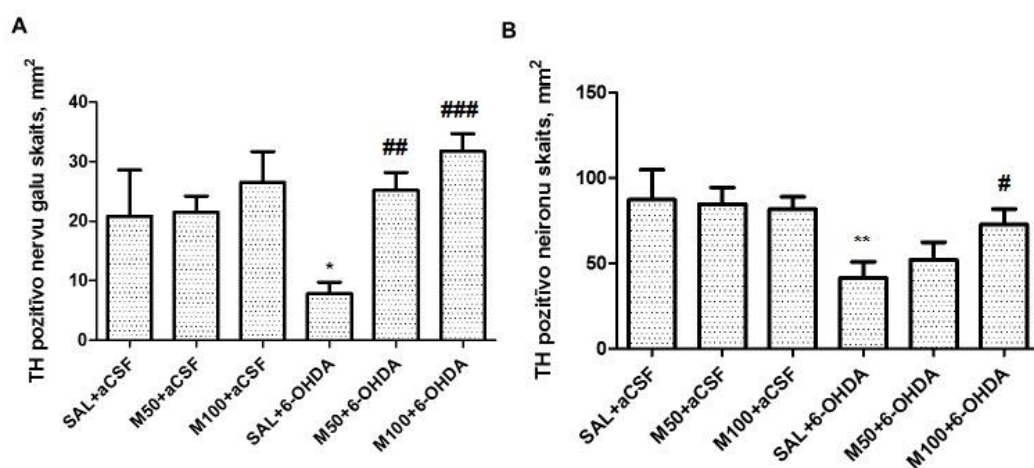 A
TH pozitīvo nervu galu skaits, mm²
40
30
20
10
0
*
##
###
SAL+aCSF
M50+aCSF
M100+aCSF
SAL+6-OHDA
M50+6-OHDA
M100+6-OHDA
B
TH pozitīvo neironu skaits, mm²
150
100
50
0
**
#
SAL+aCSF
M50+aCSF
M100+aCSF
SAL+6-OHDA
M50+6-OHDA
M100+6-OHDA